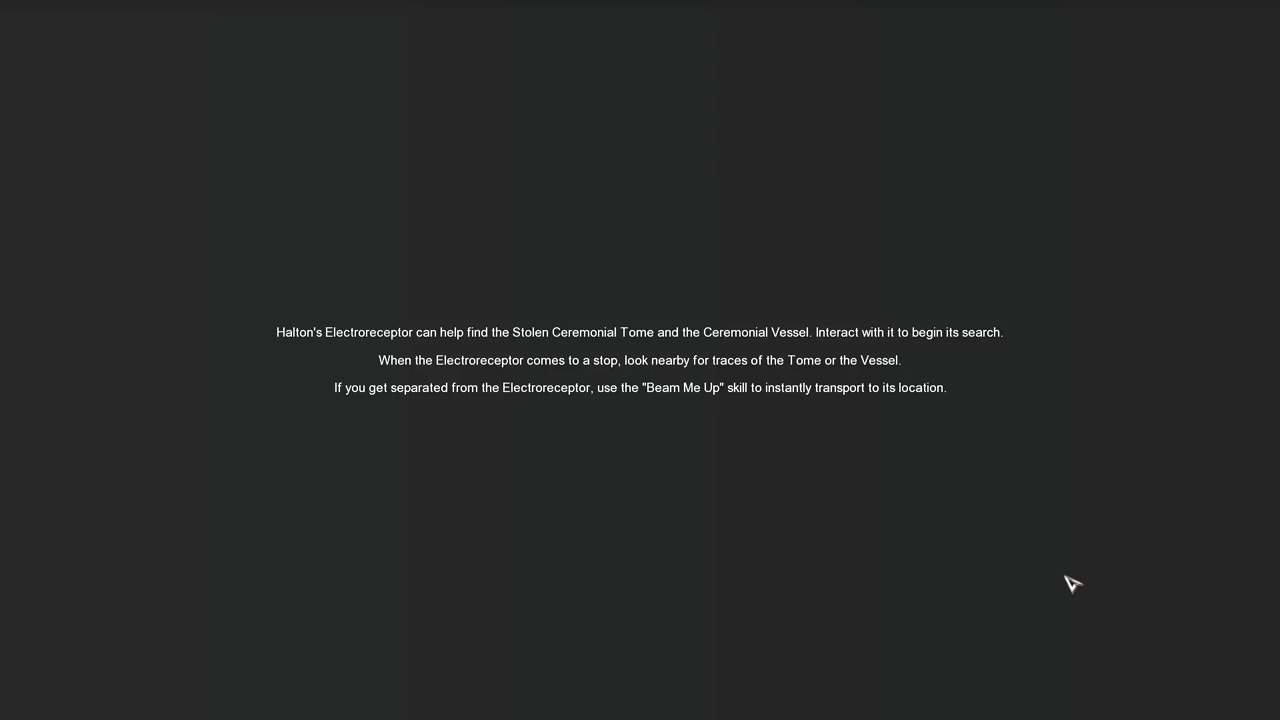 Halton's Electroreceptor can help find the Stolen Ceremonial Tome and the Ceremonial Vessel. Interact with it to begin its search.
When the Electroreceptor comes to a stop, look nearby for traces of the Tome or the Vessel.
If you get separated from the Electroreceptor, use the "Beam Me Up" skill to instantly transport to its location.